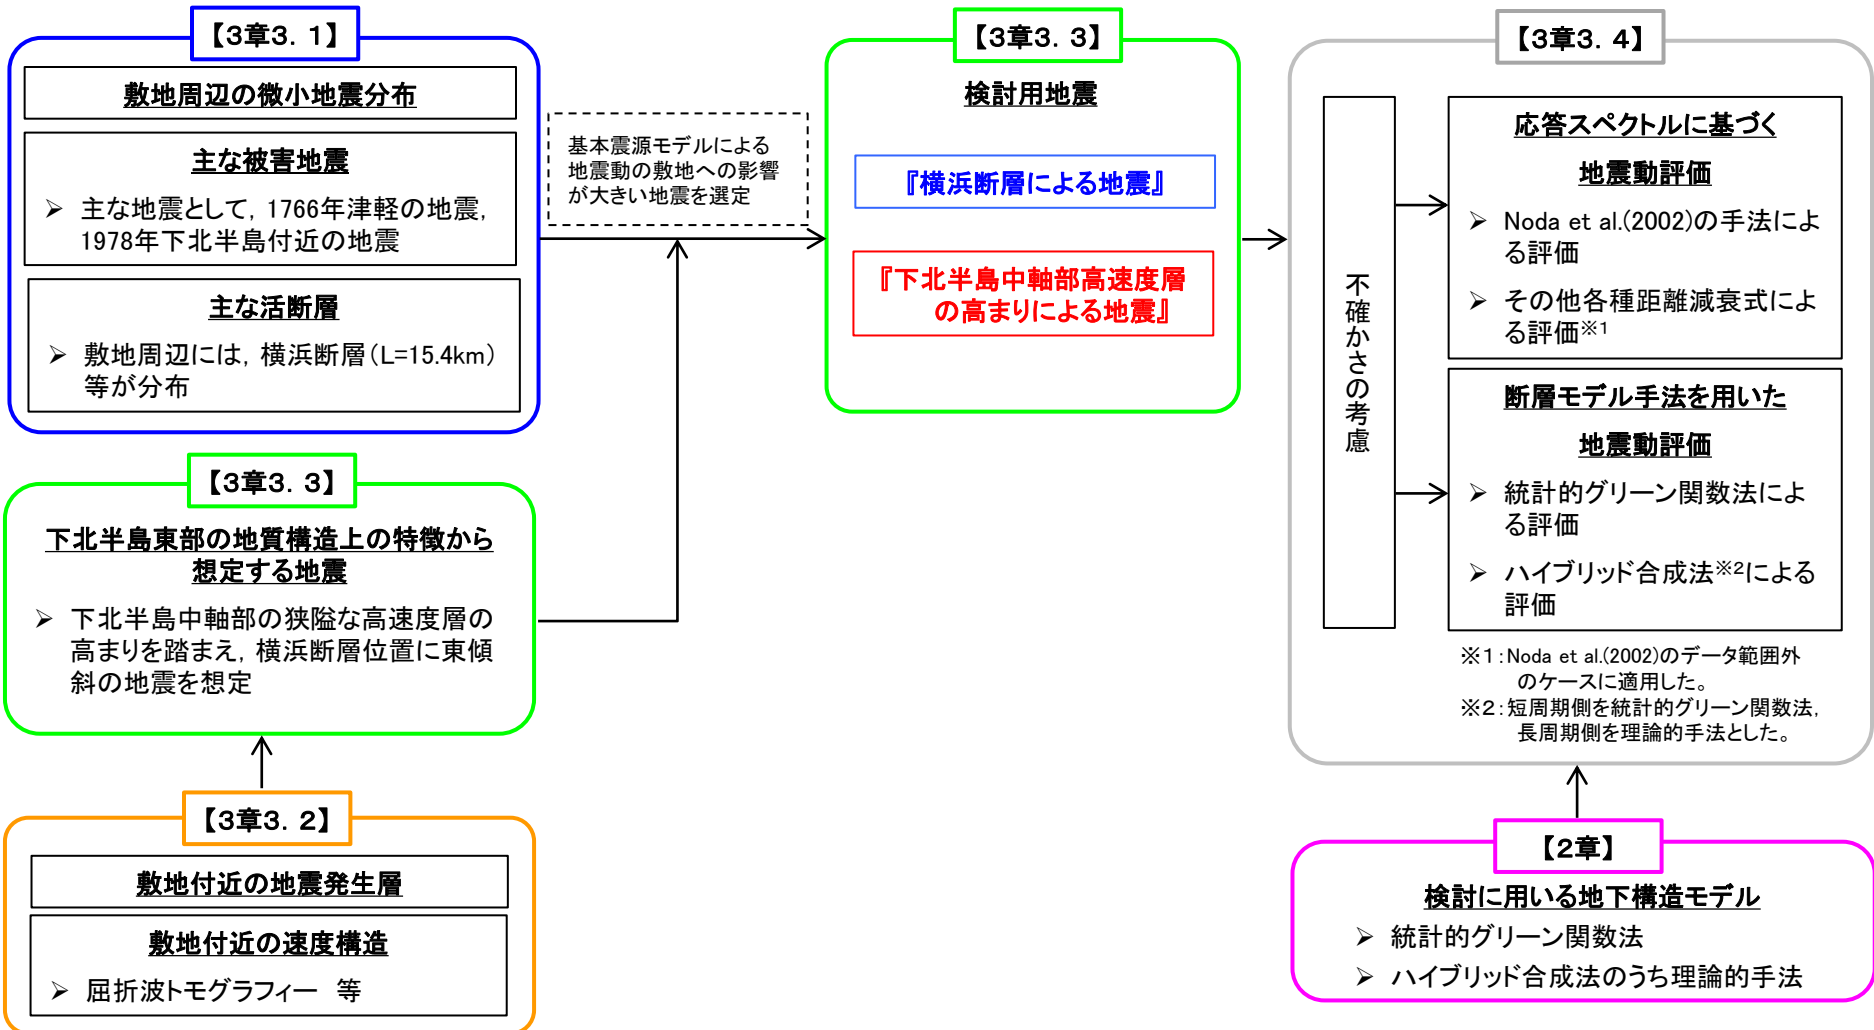 【3章3.1】
敷地周辺の微小地震分布
主な被害地震
➢ 主な地震として，1766年津軽の地震，
1978年下北半島付近の地震
主な活断層
➢ 敷地周辺には，横浜断層（L=15.4km）
等が分布
【3章3.3】
下北半島東部の地質構造上の特徴から
想定する地震
➢ 下北半島中軸部の狭隘な高速度層の
高まりを踏まえ，横浜断層位置に東傾
斜の地震を想定
【3章3.2】
敷地付近の地震発生層
敷地付近の速度構造
➢ 屈折波トモグラフィー 等
基本震源モデルによる
地震動の敷地への影響
が大きい地震を選定
【3章3.3】
検討用地震
『横浜断層による地震』
『下北半島中軸部高速度層
の高まりによる地震』
【3章3.4】
不確かさの考慮
応答スペクトルに基づく
地震動評価
➢ Noda et al.(2002)の手法によ
る評価
➢ その他各種距離減衰式によ
る評価※1
断層モデル手法を用いた
地震動評価
➢ 統計的グリーン関数法によ
る評価
➢ ハイブリッド合成法※2による
評価
※1：Noda et al.(2002)のデータ範囲外
のケースに適用した。
※2：短周期側を統計的グリーン関数法，
長周期側を理論的手法とした。
【2章】
検討に用いる地下構造モデル
➢ 統計的グリーン関数法
➢ ハイブリッド合成法のうち理論的手法